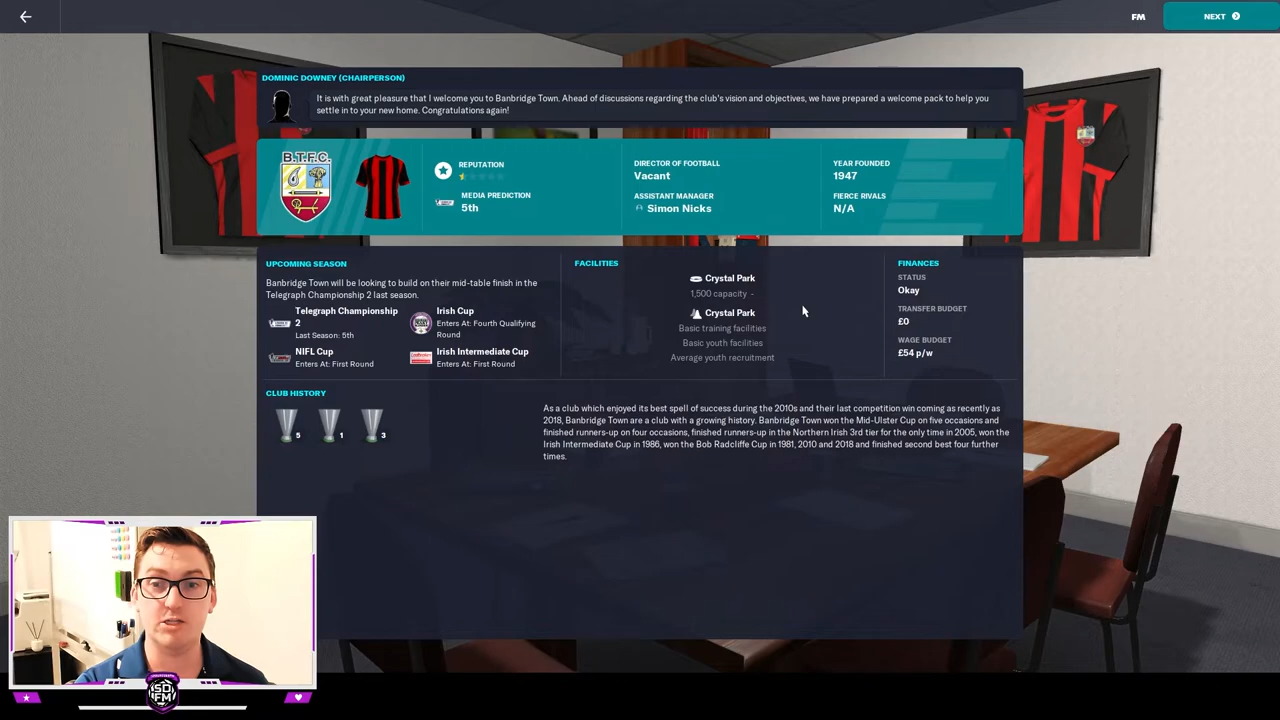 FM
NEXT
DOMINIC DOWNEY (CHAIRPERSON)
It is with great pleasure that I welcome you to Banbridge Town. Ahead of discussions regarding the club's vision and objectives, we have prepared a welcome pack to help you
settle in to your new home. Congratulations again!
B.T.F.C.
REPUTATION
MEDIA PREDICTION
5th
DIRECTOR OF FOOTBALL
Vacant
ASSISTANT MANAGER
Simon Nicks
YEAR FOUNDED
1947
FIERCE RIVALS
N/A
UPCOMING SEASON
Banbridge Town will be looking to build on their mid-table finish in the
Telegraph Championship 2 last season.
Telegraph Championship
2
Last Season: 5th
Irish Cup
Enters At: Fourth Qualifying
Round
NIFL Cup
Enters At: First Round
Irish Intermediate Cup
Enters At: First Round
FACILITIES
Crystal Park
1,500 capacity -
Crystal Park
Basic training facilities
Basic youth facilities
Average youth recruitment
FINANCES
STATUS
Okay
TRANSFER BUDGET
£0
WAGE BUDGET
£54 p/w
CLUB HISTORY
5
1
3
As a club which enjoyed its best spell of success during the 2010s and their last competition win coming as recently as
2018, Banbridge Town are a club with a growing history. Banbridge Town won the Mid-Ulster Cup on five occasions and
finished runners-up on four occasions, finished runners-up in the Northern Irish 3rd tier for the only time in 2005, won the
Irish Intermediate Cup in 1986, won the Bob Radcliffe Cup in 1981, 2010 and 2018 and finished second best four further
times.
SD
FM